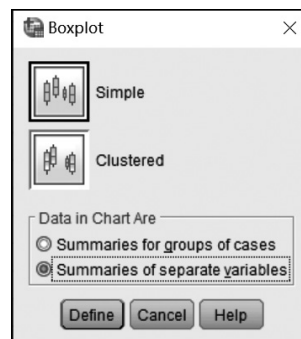 Boxplot
Simple
Clustered
Data in Chart Are
Summaries for groups of cases
Summaries of separate variables
Define Cancel Help